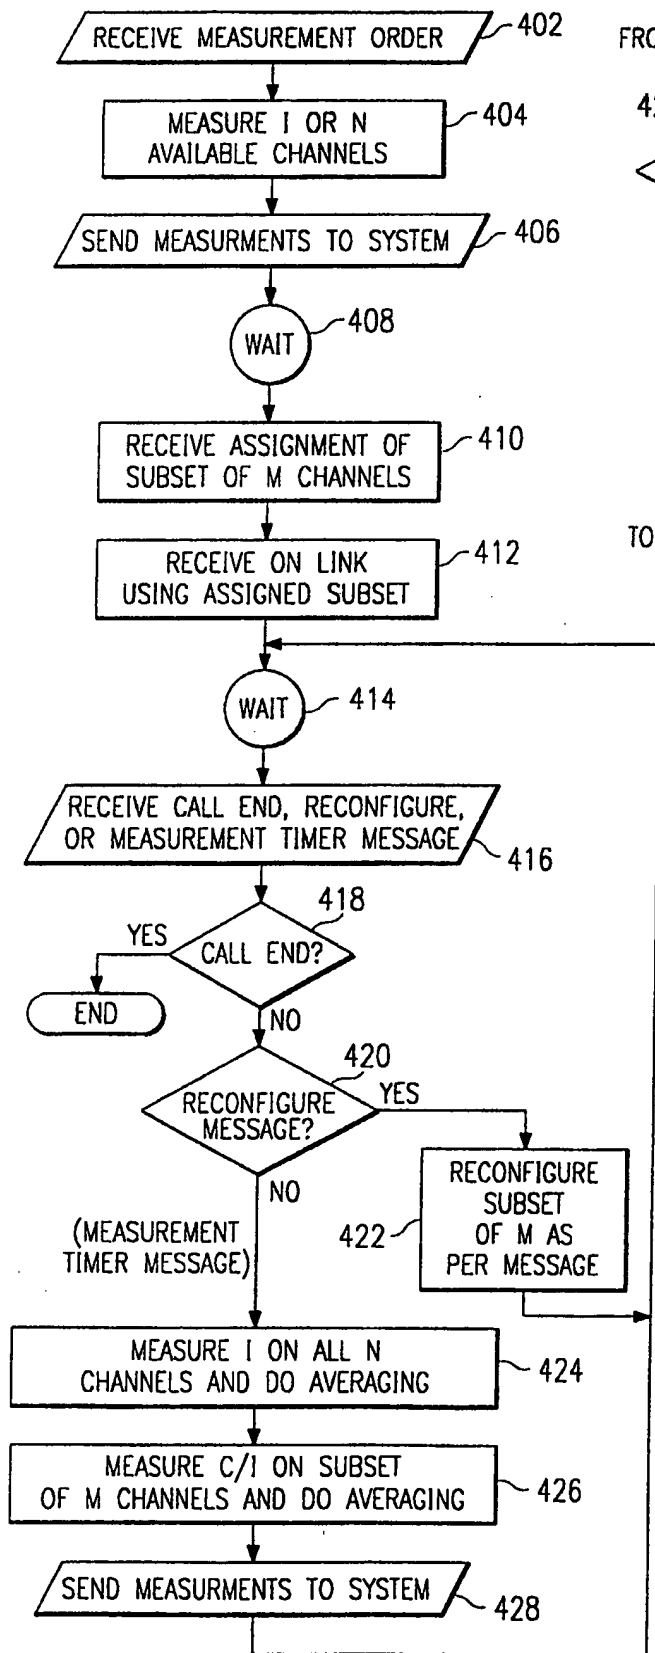 RECEIVE MEASUREMENT ORDER
402
FRO
MEASURE I OR N
AVAILABLE CHANNELS
404
SEND MEASURMENTS TO SYSTEM
406
WAIT
408
RECEIVE ASSIGNMENT OF
SUBSET OF M CHANNELS
410
TO
RECEIVE ON LINK
USING ASSIGNED SUBSET
412
WAIT
414
RECEIVE CALL END, RECONFIGURE,
OR MEASUREMENT TIMER MESSAGE
416
418
CALL END?
YES
END
NO
420
RECONFIGURE
MESSAGE?
YES
NO
RECONFIGURE
SUBSET
OF M AS
PER MESSAGE
422
(MEASUREMENT
TIMER MESSAGE)
MEASURE I ON ALL N
CHANNELS AND DO AVERAGING
424
MEASURE C/I ON SUBSET
OF M CHANNELS AND DO AVERAGING
426
SEND MEASURMENTS TO SYSTEM
428